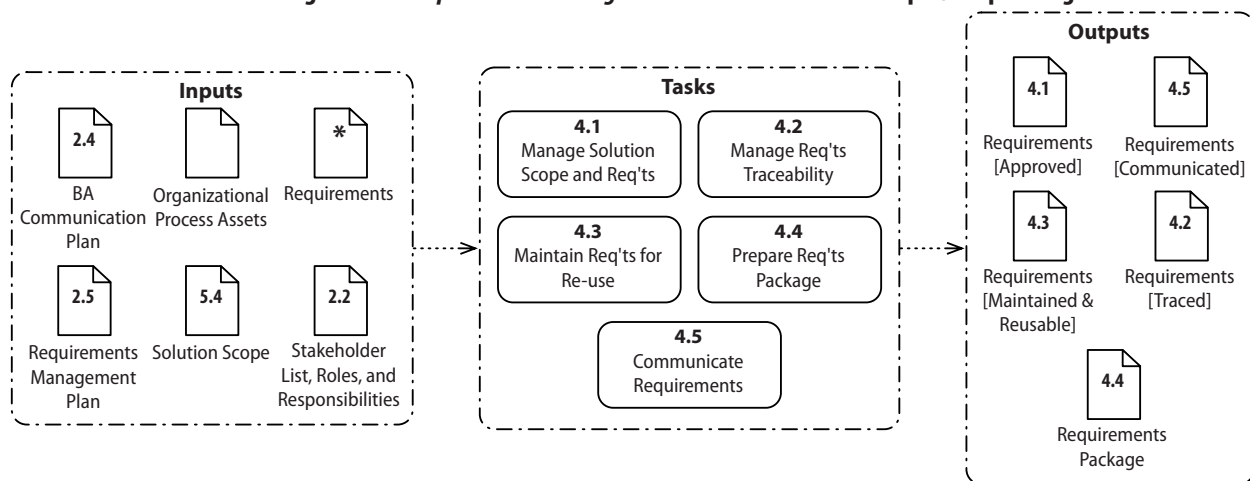 Inputs
2.4
BA
Communication
Plan
Organizational
Process Assets
*
Requirements
2.5
Requirements
Management
Plan
5.4
Solution Scope
2.2
Stakeholder
List, Roles, and
Responsibilities
Tasks
4.1
Manage Solution
Scope and Req'ts
4.2
Manage Req'ts
Traceability
4.3
Maintain Req'ts for
Re-use
4.4
Prepare Req'ts
Package
4.5
Communicate
Requirements
Outputs
4.1
Requirements
[Approved]
4.5
Requirements
[Communicated]
4.3
Requirements
[Maintained &
Reusable]
4.2
Requirements
[Traced]
4.4
Requirements
Package